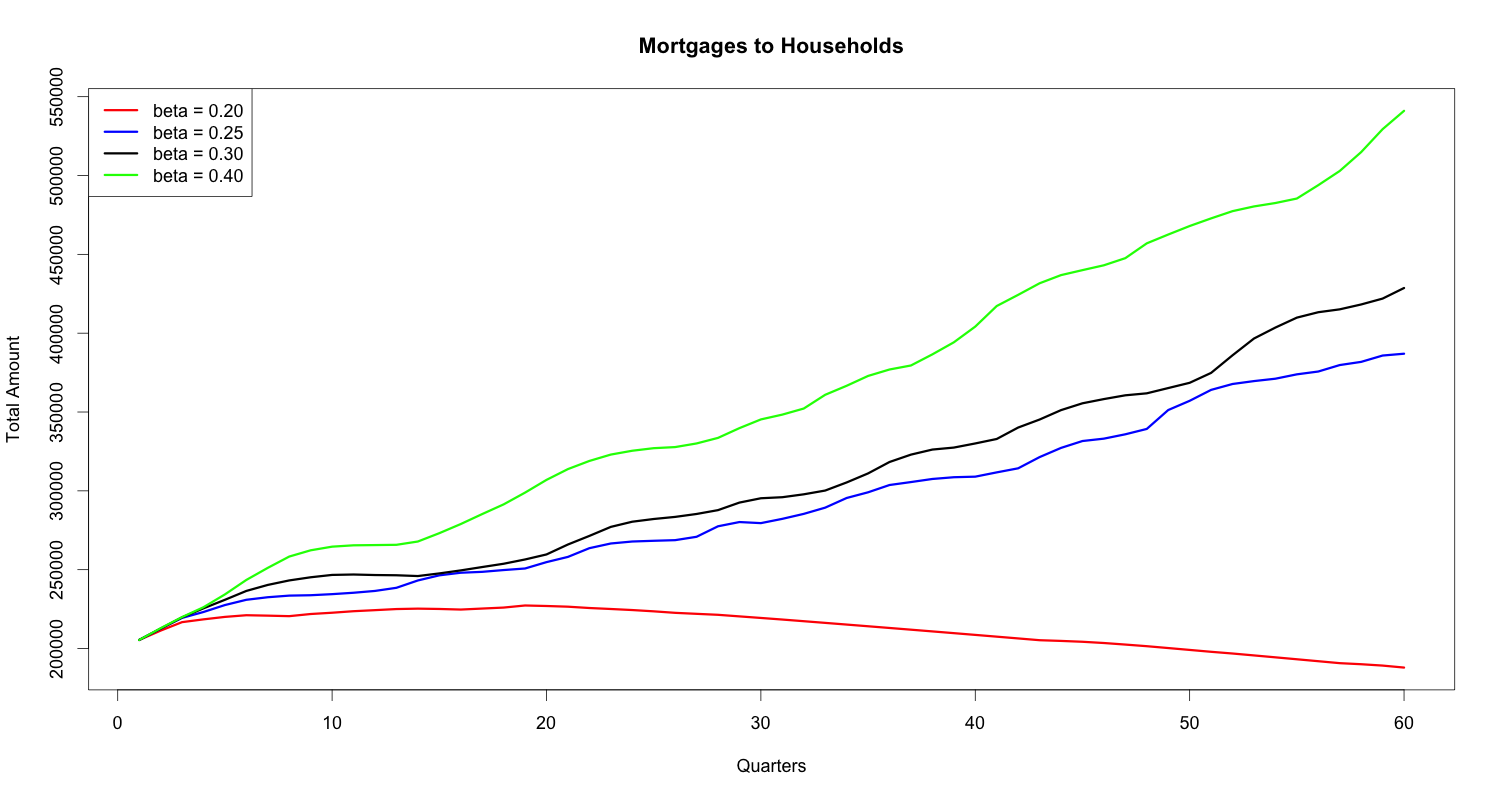 Mortgages to Households
beta = 0.20
beta = 0.25
beta = 0.30
beta = 0.40
Total Amount
550000
500000
450000
400000
350000
300000
250000
200000
0 10 20 30 40 50 60
Quarters